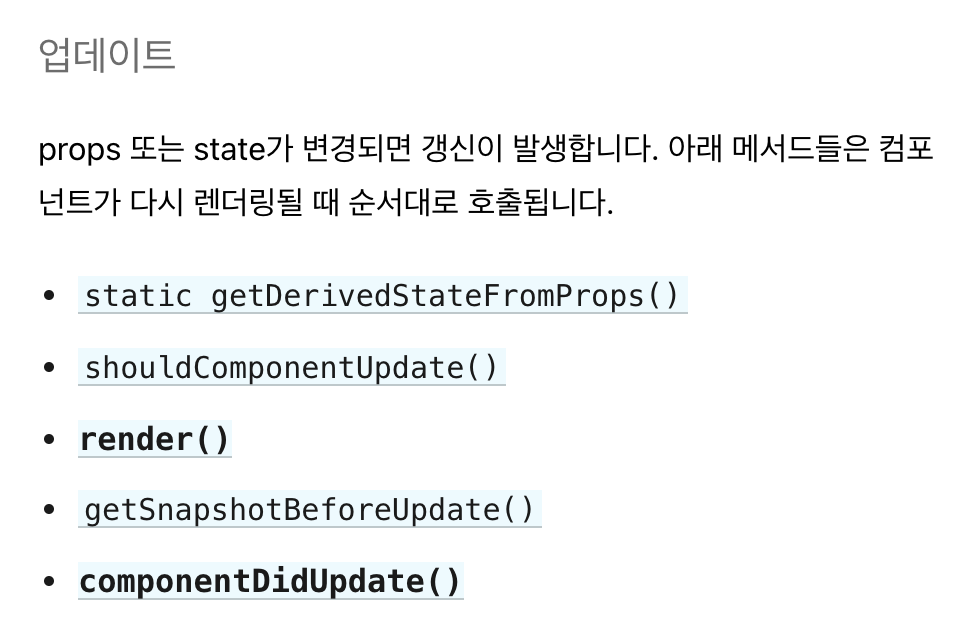 업데이트
props 또는 state가 변경되면 갱신이 발생합니다. 아래 메서드들은 컴포
넌트가 다시 렌더링될 때 순서대로 호출됩니다.
• static getDerivedStateFromProps()
• shouldComponentUpdate()
• render()
• getSnapshotBeforeUpdate()
• componentDidUpdate()